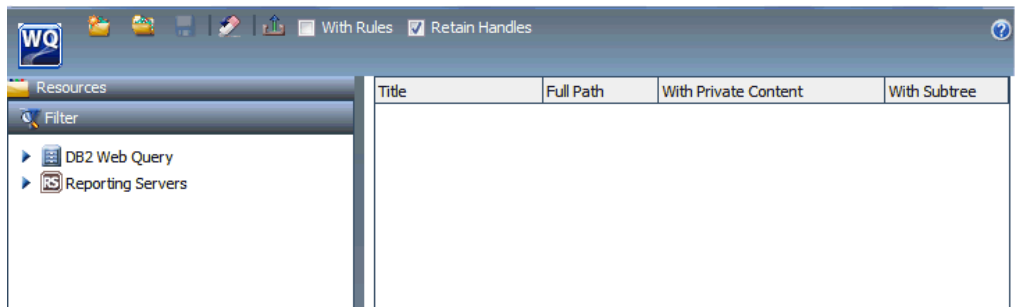 WQ
With Rules Retain Handles
?
Resources
Filter
DB2 Web Query
RS Reporting Servers
Title Full Path With Private Content With Subtree